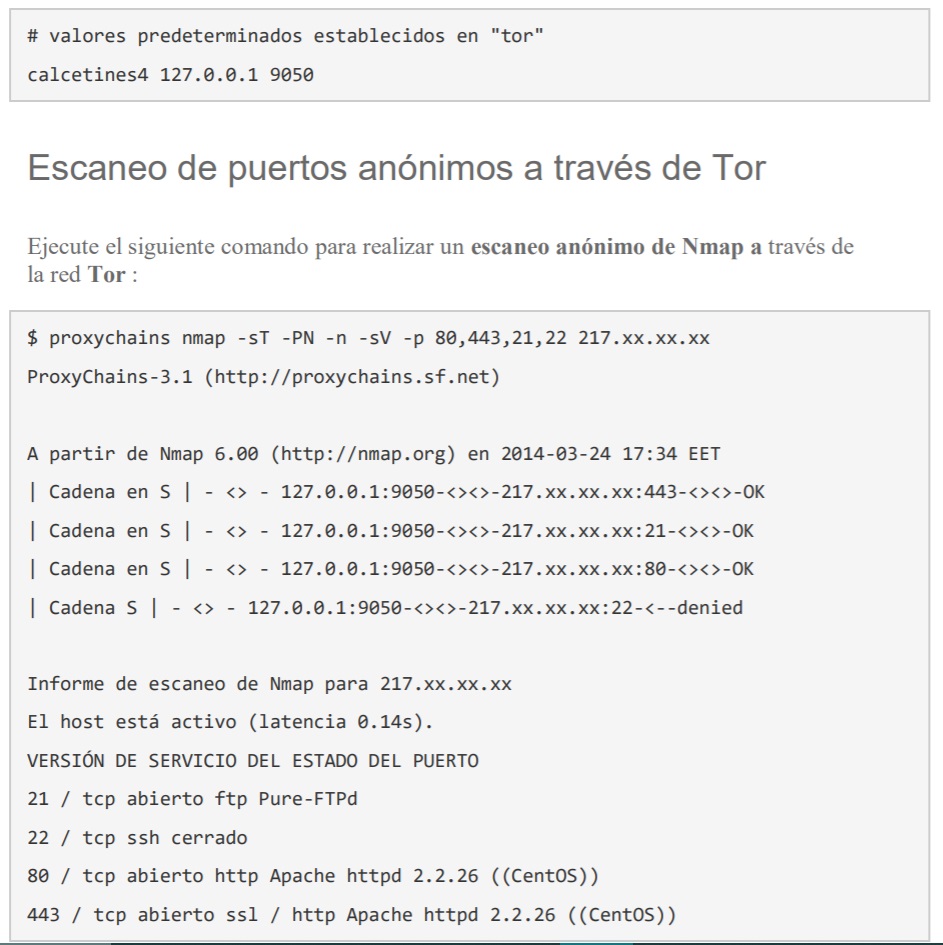 # valores predeterminados establecidos en "tor"
calcetines4 127.0.0.1 9050
Escaneo de puertos anónimos a través de Tor
Ejecute el siguiente comando para realizar un escaneo anónimo de Nmap a través de
la red Tor :
$ proxychains nmap -sT -PN -n -sV -p 80,443,21,22 217.xx.xx.xx
ProxyChains-3.1 (http://proxychains.sf.net)
A partir de Nmap 6.00 (http://nmap.org) en 2014-03-24 17:34 EET
| Cadena en S | - <> - 127.0.0.1:9050-<><>-217.xx.xx.xx:443-<><>-OK
| Cadena en S | - <> - 127.0.0.1:9050-<><>-217.xx.xx.xx:21-<><>-OK
| Cadena en S | - <> - 127.0.0.1:9050-<><>-217.xx.xx.xx:80-<><>-OK
| Cadena S | - <> - 127.0.0.1:9050-<><>-217.xx.xx.xx:22-<--denied
Informe de escaneo de Nmap para 217.xx.xx.xx
El host está activo (latencia 0.14s).
VERSIÓN DE SERVICIO DEL ESTADO DEL PUERTO
21 / tcp abierto ftp Pure-FTPd
22 / tcp ssh cerrado
80 / tcp abierto http Apache httpd 2.2.26 ((CentOS))
443 / tcp abierto ssl / http Apache httpd 2.2.26 ((CentOS))